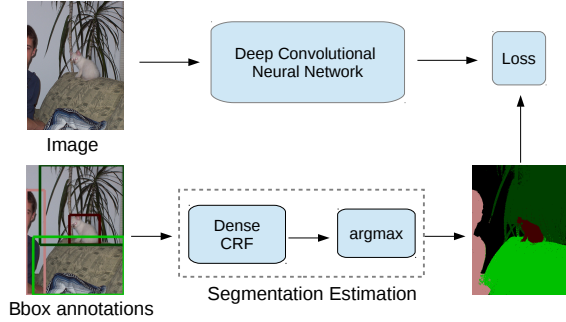 Deep Convolutional
Neural Network
Loss
Image
Dense
CRF
argmax
Segmentation Estimation
Bbox annotations